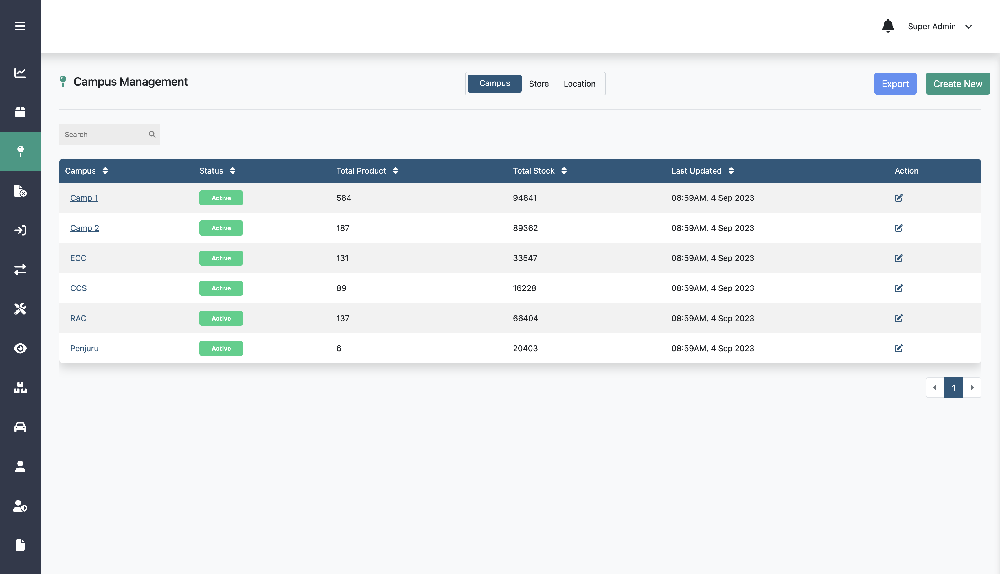 Super Admin
Campus Management
Campus Store Location
Export Create New
Search
Campus Status Total Product Total Stock Last Updated Action
Camp 1 Active 584 94841 08:59AM, 4 Sep 2023
Camp 2 Active 187 89362 08:59AM, 4 Sep 2023
ECC Active 131 33547 08:59AM, 4 Sep 2023
CCS Active 89 16228 08:59AM, 4 Sep 2023
RAC Active 137 66404 08:59AM, 4 Sep 2023
Penjuru Active 6 20403 08:59AM, 4 Sep 2023
1